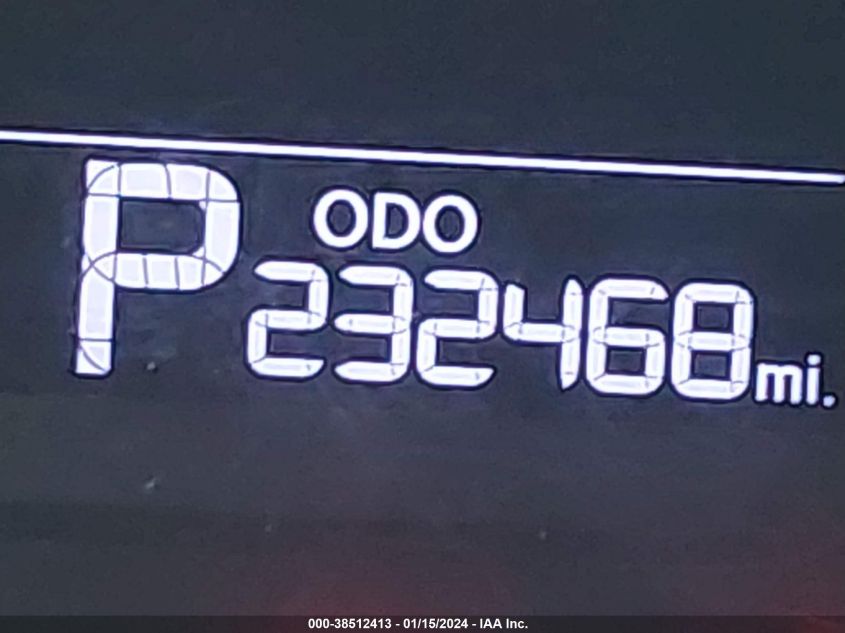 ODO
P 232468 mi.
000-38512413 - 01/15/2024 - IAA Inc.